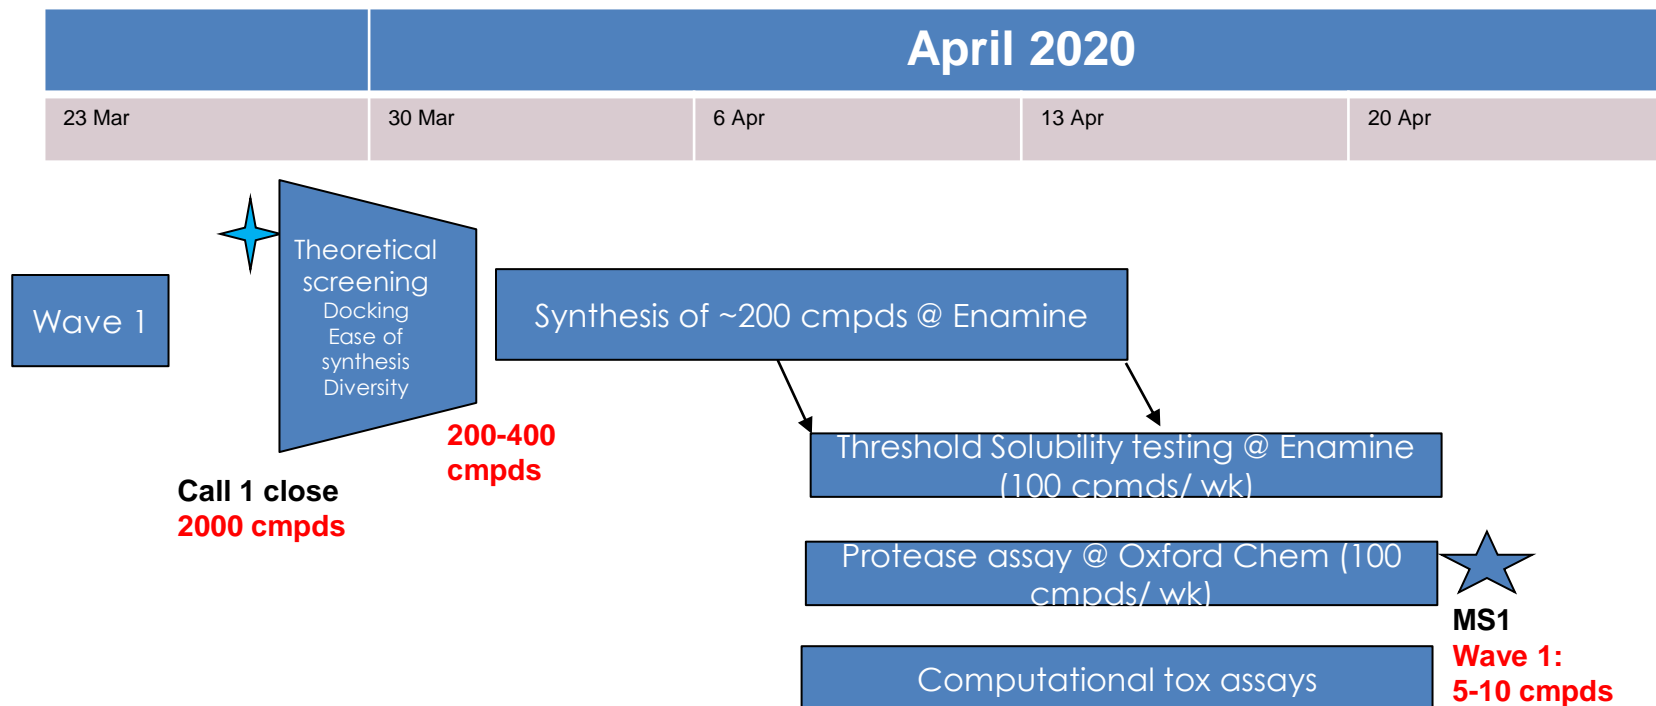 April 2020
23 Mar
30 Mar
6 Apr
13 Apr
20 Apr
Wave 1
Theoretical
screening
Docking
Ease of
synthesis
Diversity
Synthesis of ~200 cmpds @ Enamine
200-400
cmpds
Call 1 close
2000 cmpds
Threshold Solubility testing @ Enamine
(100 cpmds/ wk)
Protease assay @ Oxford Chem (100
cmpds/ wk)
MS1
Wave 1:
5-10 cmpds
Computational tox assays